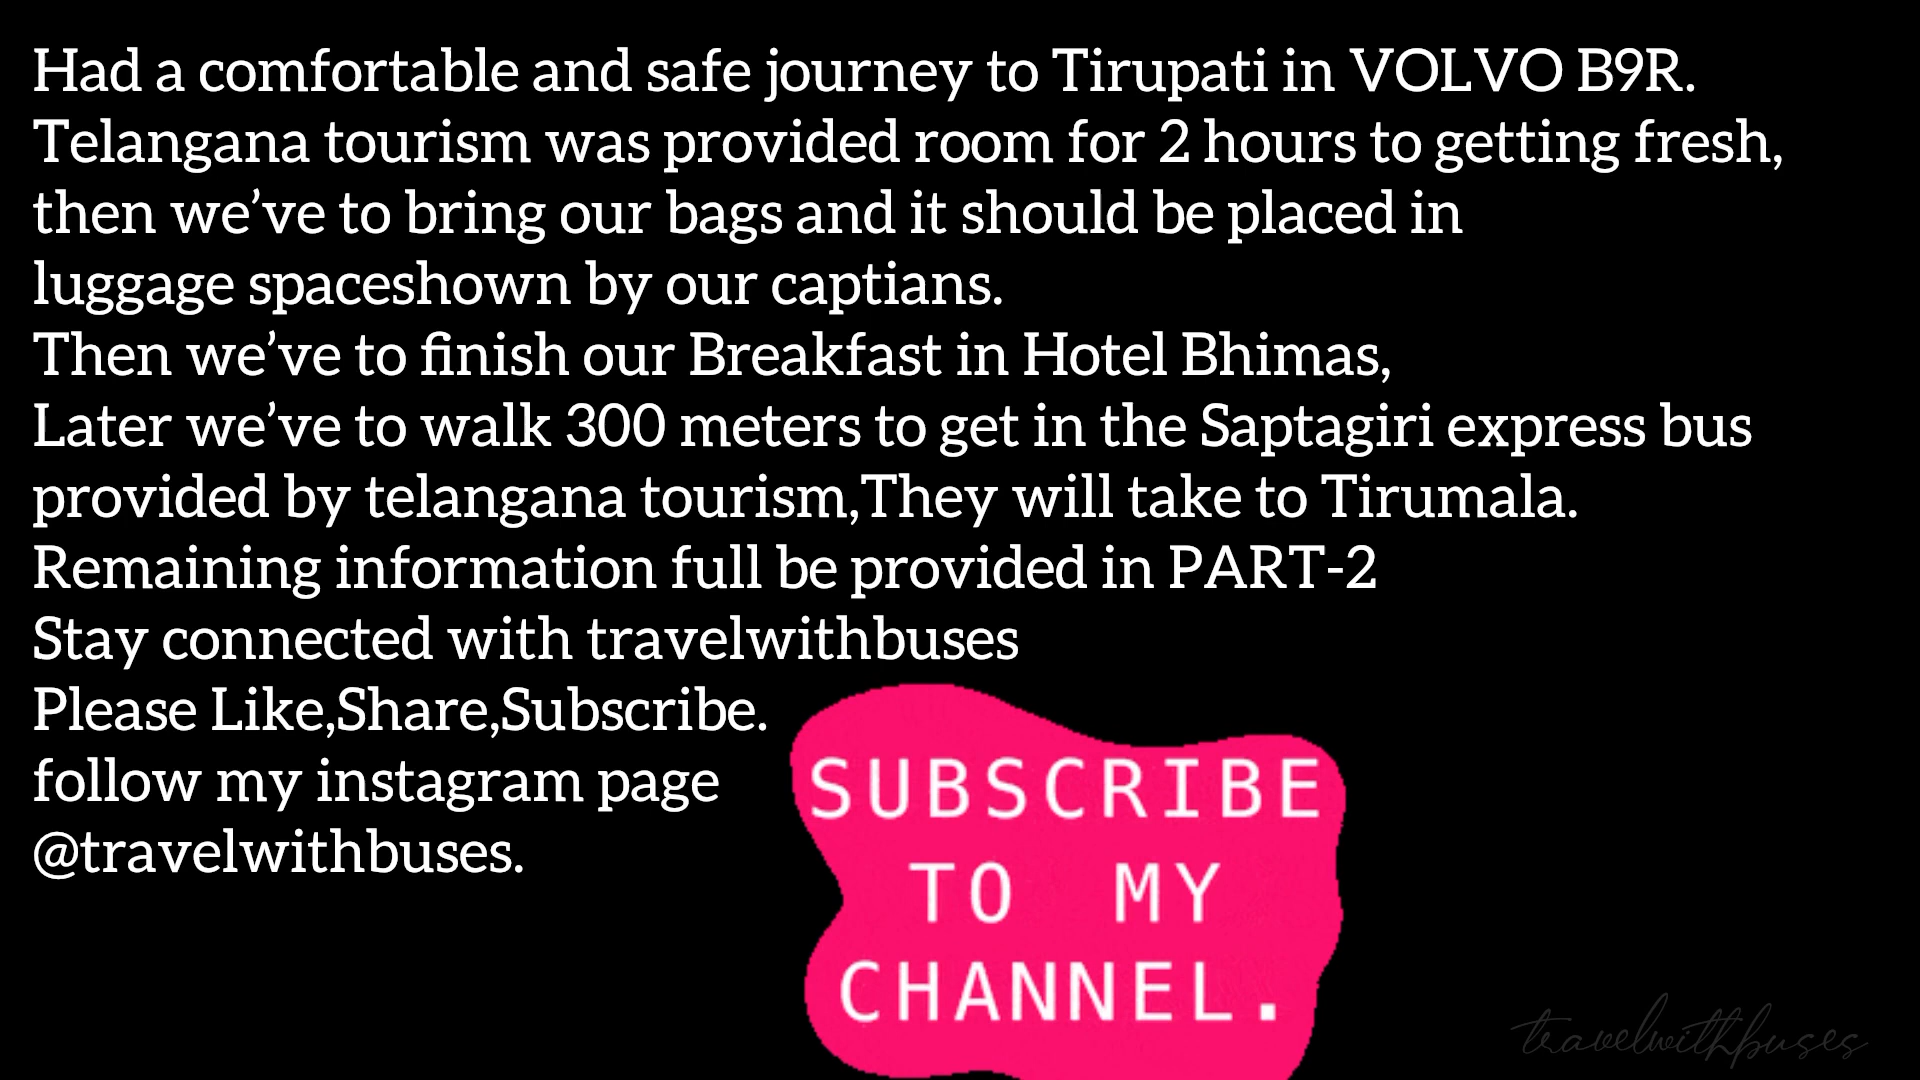 Had a comfortable and safe journey to Tirupati in VOLVO B9R.
Telangana tourism was provided room for 2 hours to getting fresh,
then we’ve to bring our bags and it should be placed in
luggage spaceshown by our captians.
Then we’ve to finish our Breakfast in Hotel Bhimas,
Later we’ve to walk 300 meters to get in the Saptagiri express bus
provided by telangana tourism,They will take to Tirumala.
Remaining information full be provided in PART-2
Stay connected with travelwithbuses
Please Like,Share,Subscribe.
follow my instagram page
@travelwithbuses.
SUBSCRIBE
TO MY
CHANNEL.
travelwithbuses